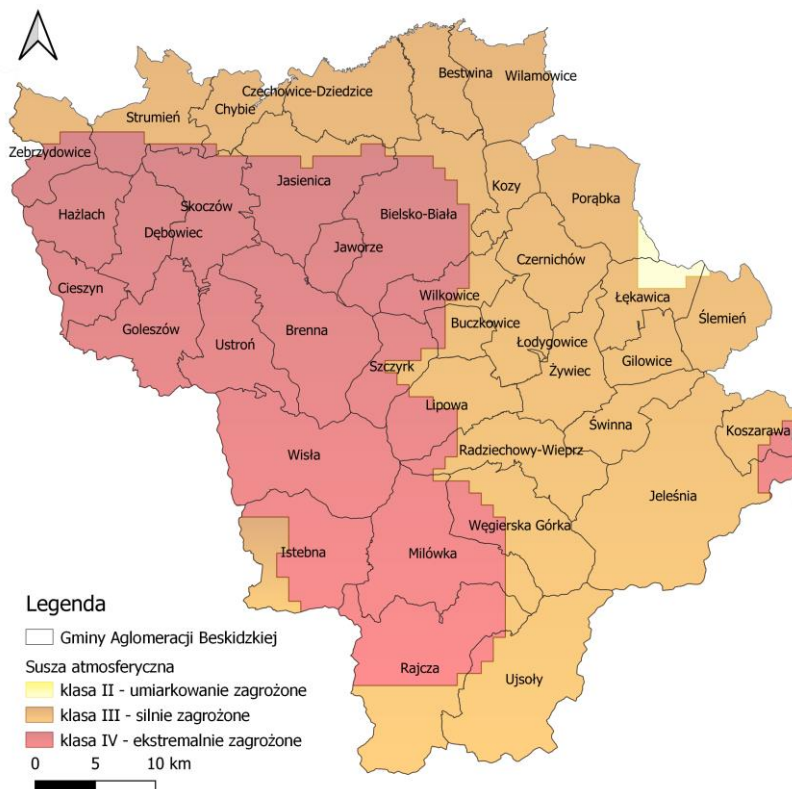 Bestwina
Wilamowice
Czechowice-Dziedzice
Chybie
Strumień
Zebrzydowice
Jasienica
Kozy
Porąbka
Skoczów
Bielsko-Biała
Hażlach
Dębowiec
Jaworze
Czernichów
Cieszyn
Wilkowice
Łękawica
Goleszów
Ustroń
Brenna
Buczkowice
Ślemień
Łodygowice
Szczyrk
Żywiec
Gilowice
Lipowa
Świnna
Koszarawa
Wisła
Radziechowy-Wieprz
Jeleśnia
Węgierska Górka
Istebna
Milówka
Rajcza
Ujsoły
Legenda
Gminy Aglomeracji Beskidzkiej
Susza atmosferyczna
klasa II - umiarkowanie zagrożone
klasa III - silnie zagrożone
klasa IV - ekstremalnie zagrożone
0 5 10 km